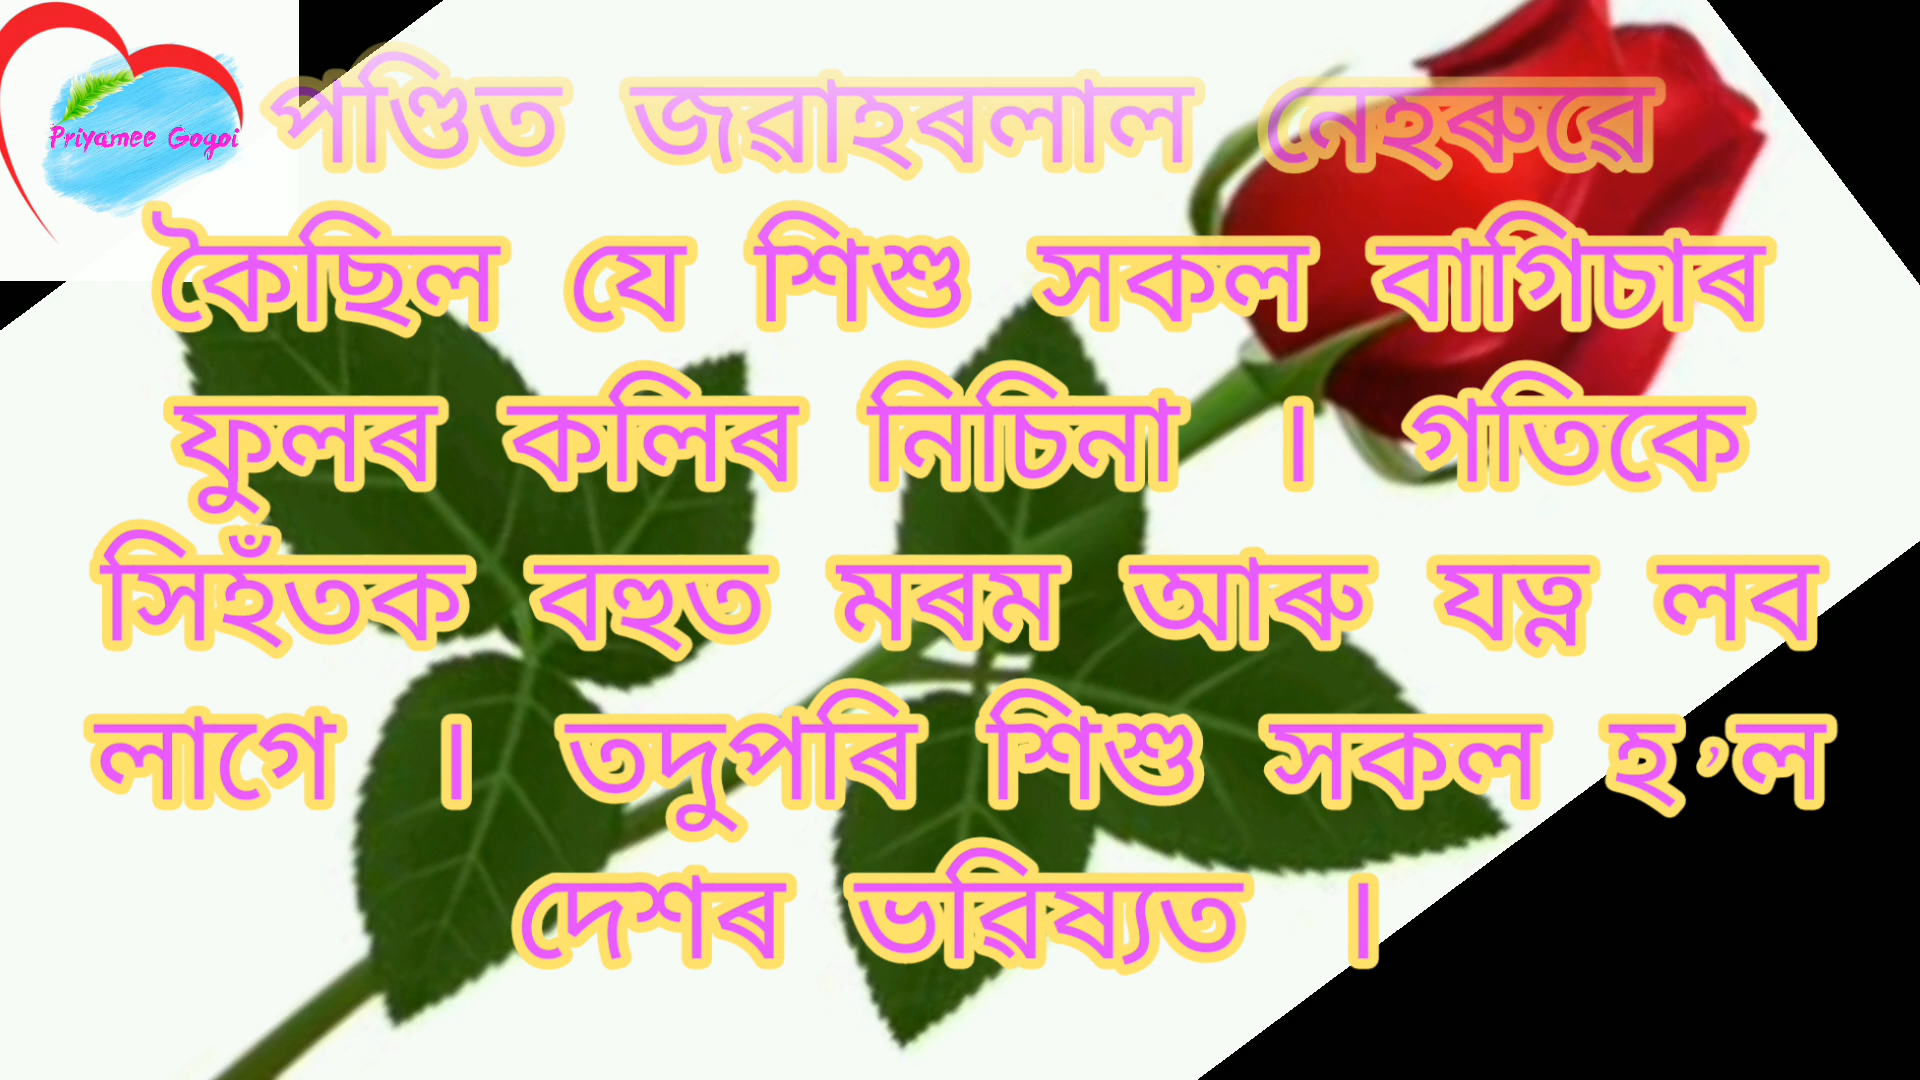 Priyamee Gogoi
পণ্ডিত জৱাহৰলাল নেহৰুৱে
কৈছিল যে শিশু সকল বাগিচাৰ
ফুলৰ কলিৰ নিচিনা । গতিকে
সিহঁতক বহুত মৰম আৰু যত্ন লব
লাগে । তদুপৰি শিশু সকল হ’ল
দেশৰ ভৱিষ্যত ।